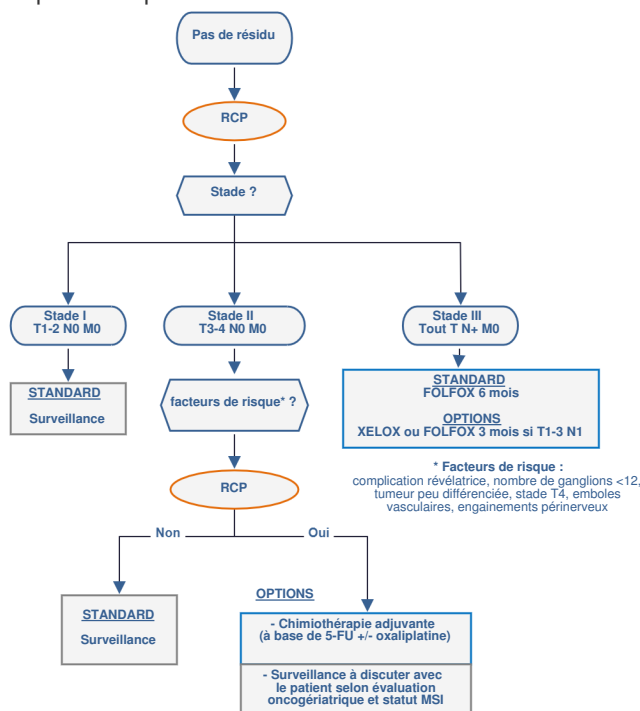 Pas de résidu
RCP
Stade ?
Stade I
T1-2 N0 M0
Stade II
T3-4 N0 M0
Stade III
Tout T N+ M0
STANDARD
Surveillance
facteurs de risque* ?
STANDARD
FOLFOX 6 mois
OPTIONS
XELOX ou FOLFOX 3 mois si T1-3 N1
* Facteurs de risque :
complication révélatrice, nombre de ganglions <12,
tumeur peu différenciée, stade T4, emboles
vasculaires, engainements périnerveux
RCP
Non
Oui
STANDARD
Surveillance
OPTIONS
- Chimiothérapie adjuvante
(à base de 5-FU +/- oxaliplatine)
- Surveillance à discuter avec
le patient selon évaluation
oncogériatrique et statut MSI